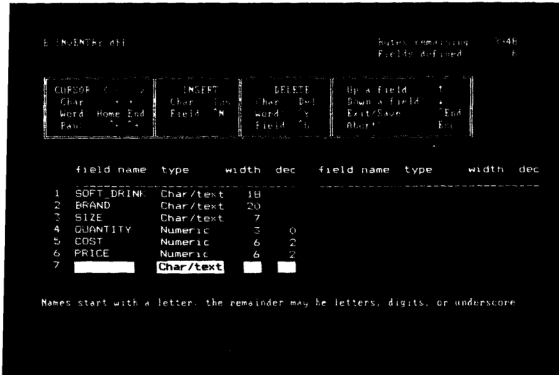 Bytes remaining
Fields defined 6
CURSOR INSERT DELETE Up a field ↑
Char Char Ins Char Del Down a field ↓
Word Home End Field ^N Word ^Y Exit/Save ^End
Pan Field ^U Abort Esc
field name type width dec field name type width dec
1 SOFT_DRINK Char/text 18
2 BRAND Char/text 20
3 SIZE Char/text 7
4 QUANTITY Numeric 3 0
5 COST Numeric 6 2
6 PRICE Numeric 6 2
7 Char/text
Names start with a letter. the remainder may be letters, digits, or underscore